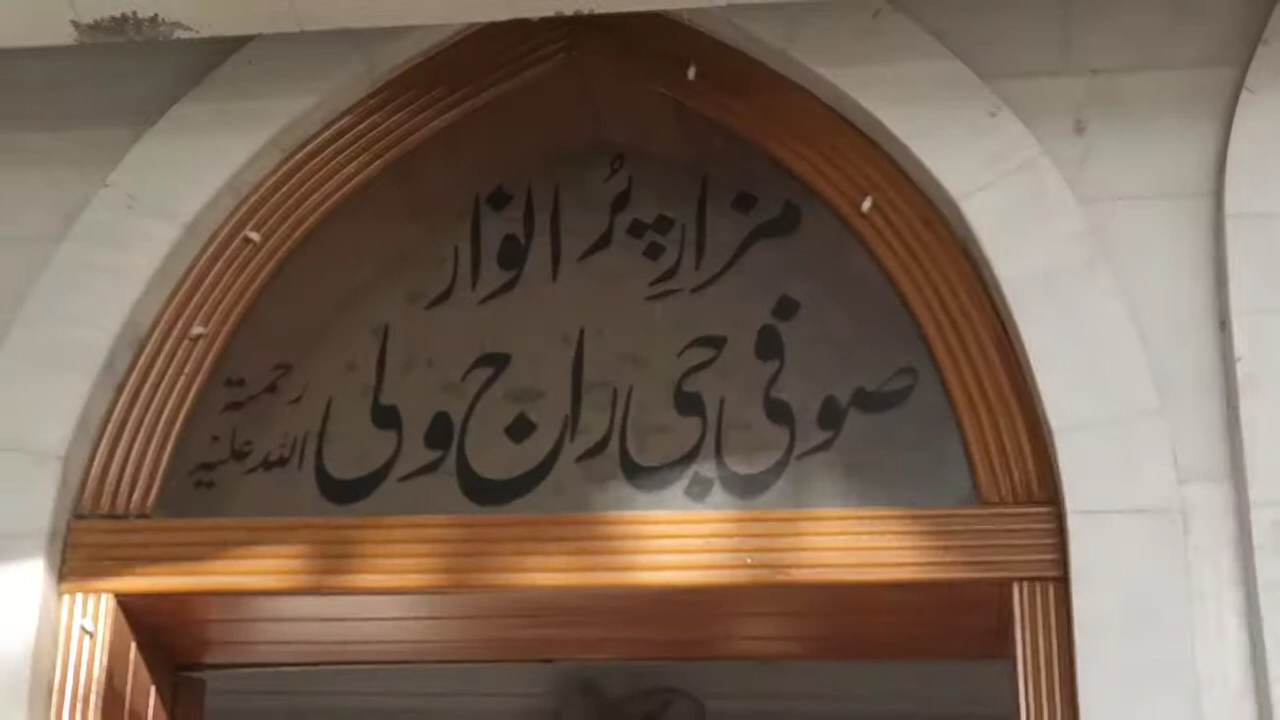 مزارِ پُر انوار
صوفی جی راج ولی رحمۃ اللہ علیہ